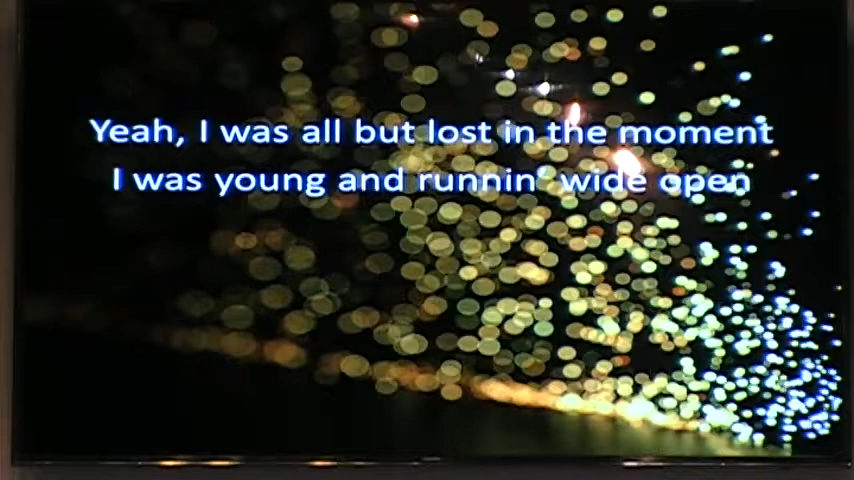 Yeah, I was all but lost in the moment
I was young and runnin' wide open